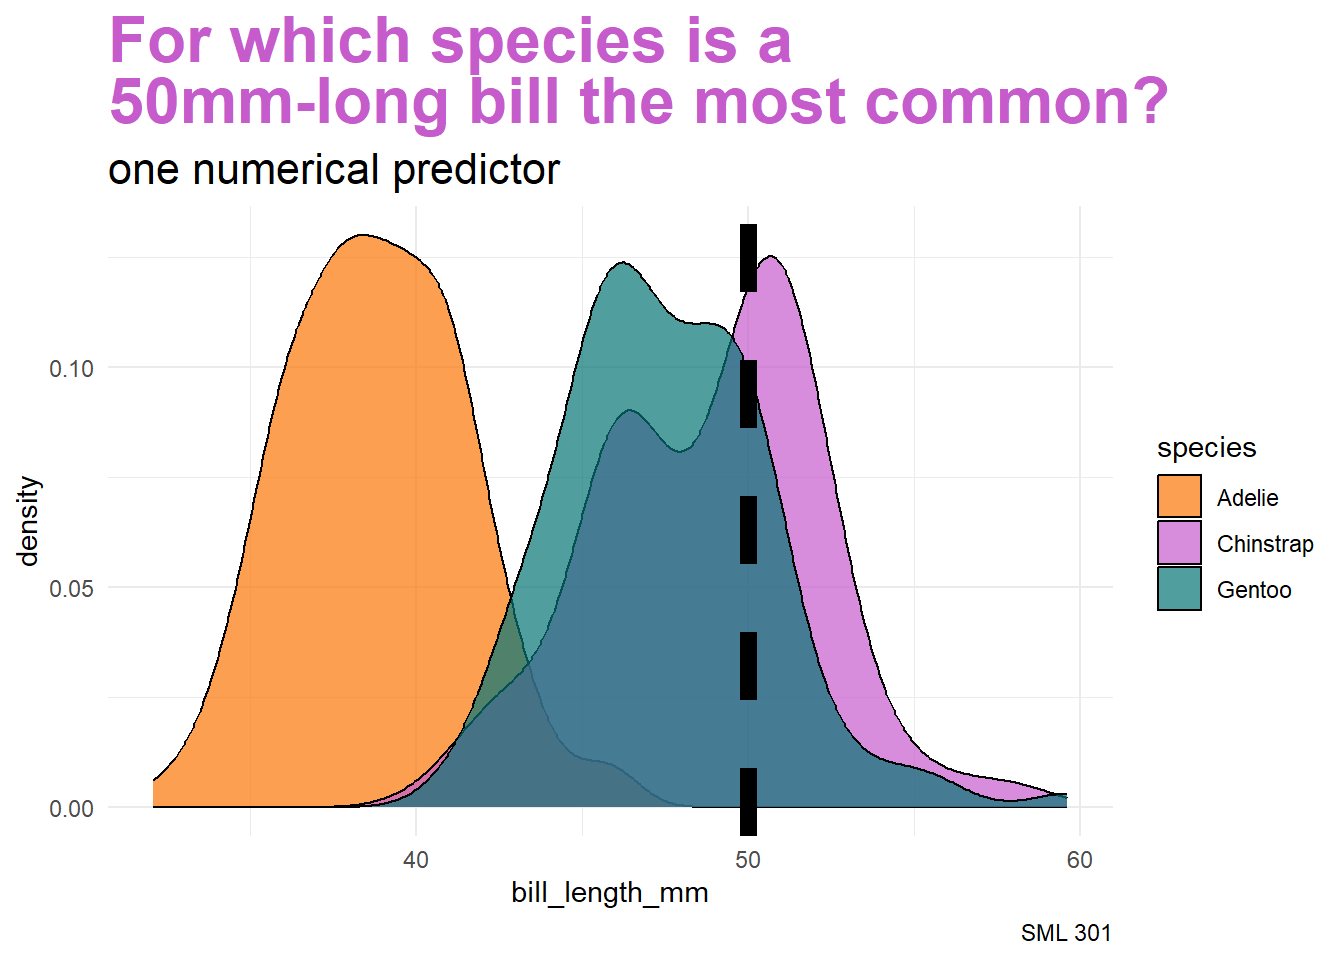 For which species is a
50mm-long bill the most common?
one numerical predictor
density
0.10
0.05
0.00
40
50
60
bill_length_mm
species
Adelie
Chinstrap
Gentoo
SML 301